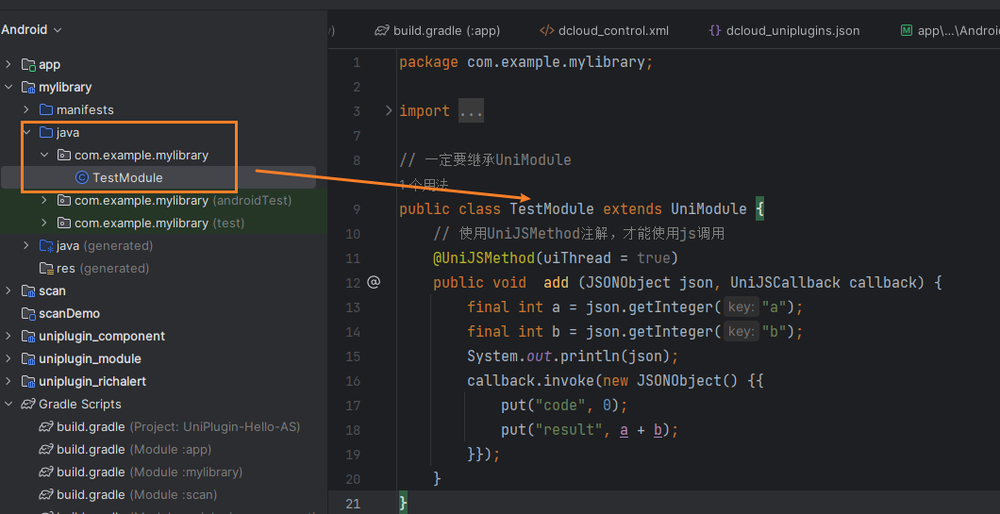 Android
app
mylibrary
manifests
java
com.example.mylibrary
TestModule
com.example.mylibrary (androidTest)
com.example.mylibrary (test)
java (generated)
res (generated)
scan
scanDemo
uniplugin_component
uniplugin_module
uniplugin_richalert
Gradle Scripts
build.gradle (Project: UniPlugin-Hello-AS)
build.gradle (Module :app)
build.gradle (Module :mylibrary)
build.gradle (Module :scan)
build.gradle (:app)
dcloud_control.xml
dcloud_uniplugins.json
app\...\Androi
1 package com.example.mylibrary;
2
3 import ...
7
8 // 一定要继承UniModule
1 个用法
9 public class TestModule extends UniModule {
10 // 使用UniJSMethod注解，才能使用js调用
11 @UniJSMethod(uiThread = true)
12 @ public void  add (JSONObject json, UniJSCallback callback) {
13 final int a = json.getInteger( key: "a");
14 final int b = json.getInteger( key: "b");
15 System.out.println(json);
16 callback.invoke(new JSONObject() {{
17 put("code", 0);
18 put("result", a + b);
19 }});
20 }
21 }